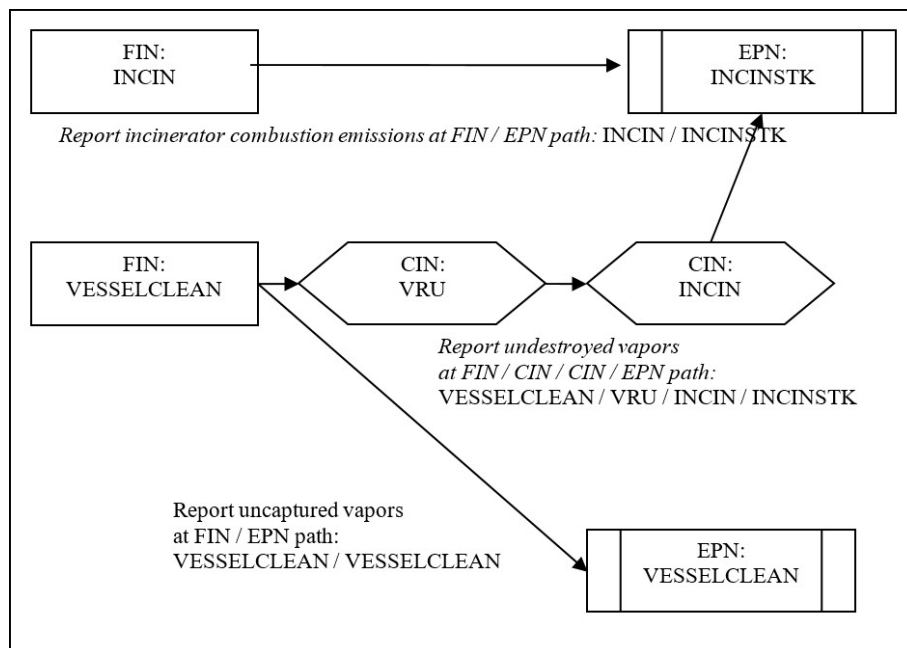 FIN:
INCIN
EPN:
INCINSTK
Report incinerator combustion emissions at FIN / EPN path: INCIN / INCINSTK
FIN:
VESSELCLEAN
CIN:
VRU
CIN:
INCIN
Report undestroyed vapors
at FIN / CIN / CIN / EPN path:
VESSELCLEAN / VRU / INCIN / INCINSTK
Report uncaptured vapors
at FIN / EPN path:
VESSELCLEAN / VESSELCLEAN
EPN:
VESSELCLEAN